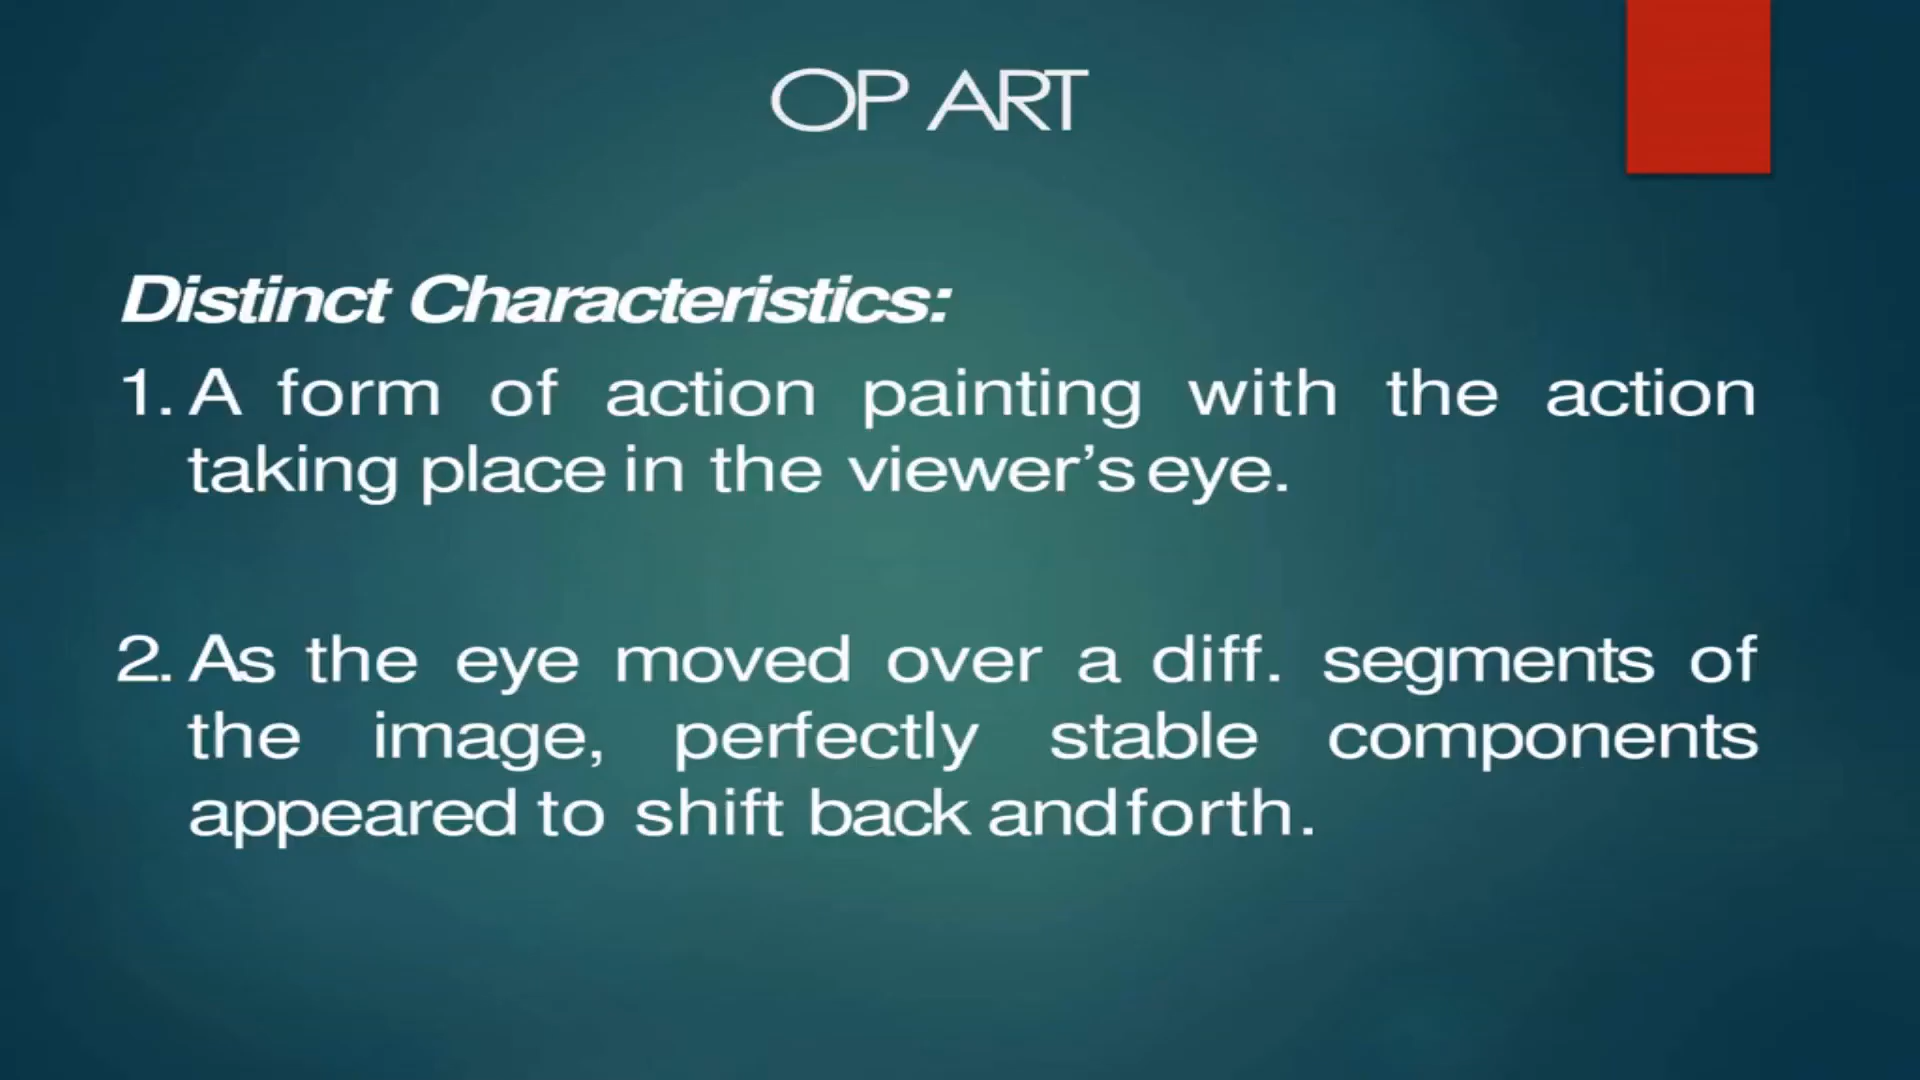 OP ART
Distinct Characteristics:
1. A form of action painting with the action
taking place in the viewer’s eye.
2. As the eye moved over a diff. segments of
the image, perfectly stable components
appeared to shift back and forth.